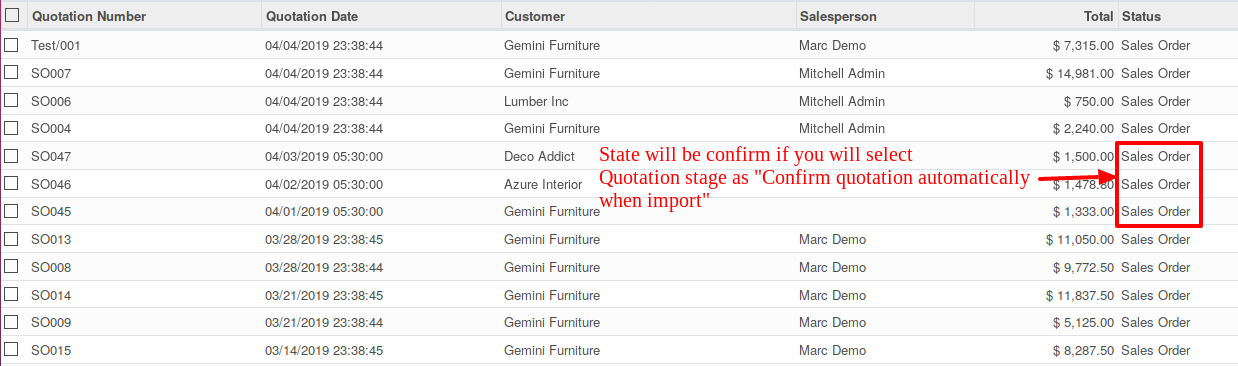 Quotation Number Quotation Date Customer Salesperson Total Status
Test/001 04/04/2019 23:38:44 Gemini Furniture Marc Demo $ 7,315.00 Sales Order
SO007 04/04/2019 23:38:44 Gemini Furniture Mitchell Admin $ 14,981.00 Sales Order
SO006 04/04/2019 23:38:44 Lumber Inc Mitchell Admin $ 750.00 Sales Order
SO004 04/04/2019 23:38:44 Gemini Furniture Mitchell Admin $ 2,240.00 Sales Order
SO047 04/03/2019 05:30:00 Deco Addict $ 1,500.00 Sales Order
SO046 04/02/2019 05:30:00 Azure Interior $ 1,478.80 Sales Order
SO045 04/01/2019 05:30:00 Gemini Furniture $ 1,333.00 Sales Order
State will be confirm if you will select
Quotation stage as "Confirm quotation automatically
when import"
SO013 03/28/2019 23:38:45 Gemini Furniture Marc Demo $ 11,050.00 Sales Order
SO008 03/28/2019 23:38:44 Gemini Furniture Marc Demo $ 9,772.50 Sales Order
SO014 03/21/2019 23:38:45 Gemini Furniture Marc Demo $ 11,837.50 Sales Order
SO009 03/21/2019 23:38:44 Gemini Furniture Marc Demo $ 5,125.00 Sales Order
SO015 03/14/2019 23:38:45 Gemini Furniture Marc Demo $ 8,287.50 Sales Order